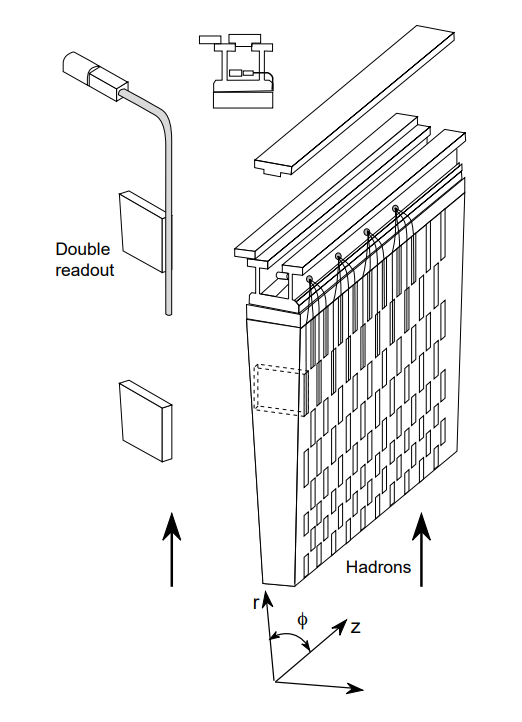 Double
readout
Hadrons
r
ϕ
z